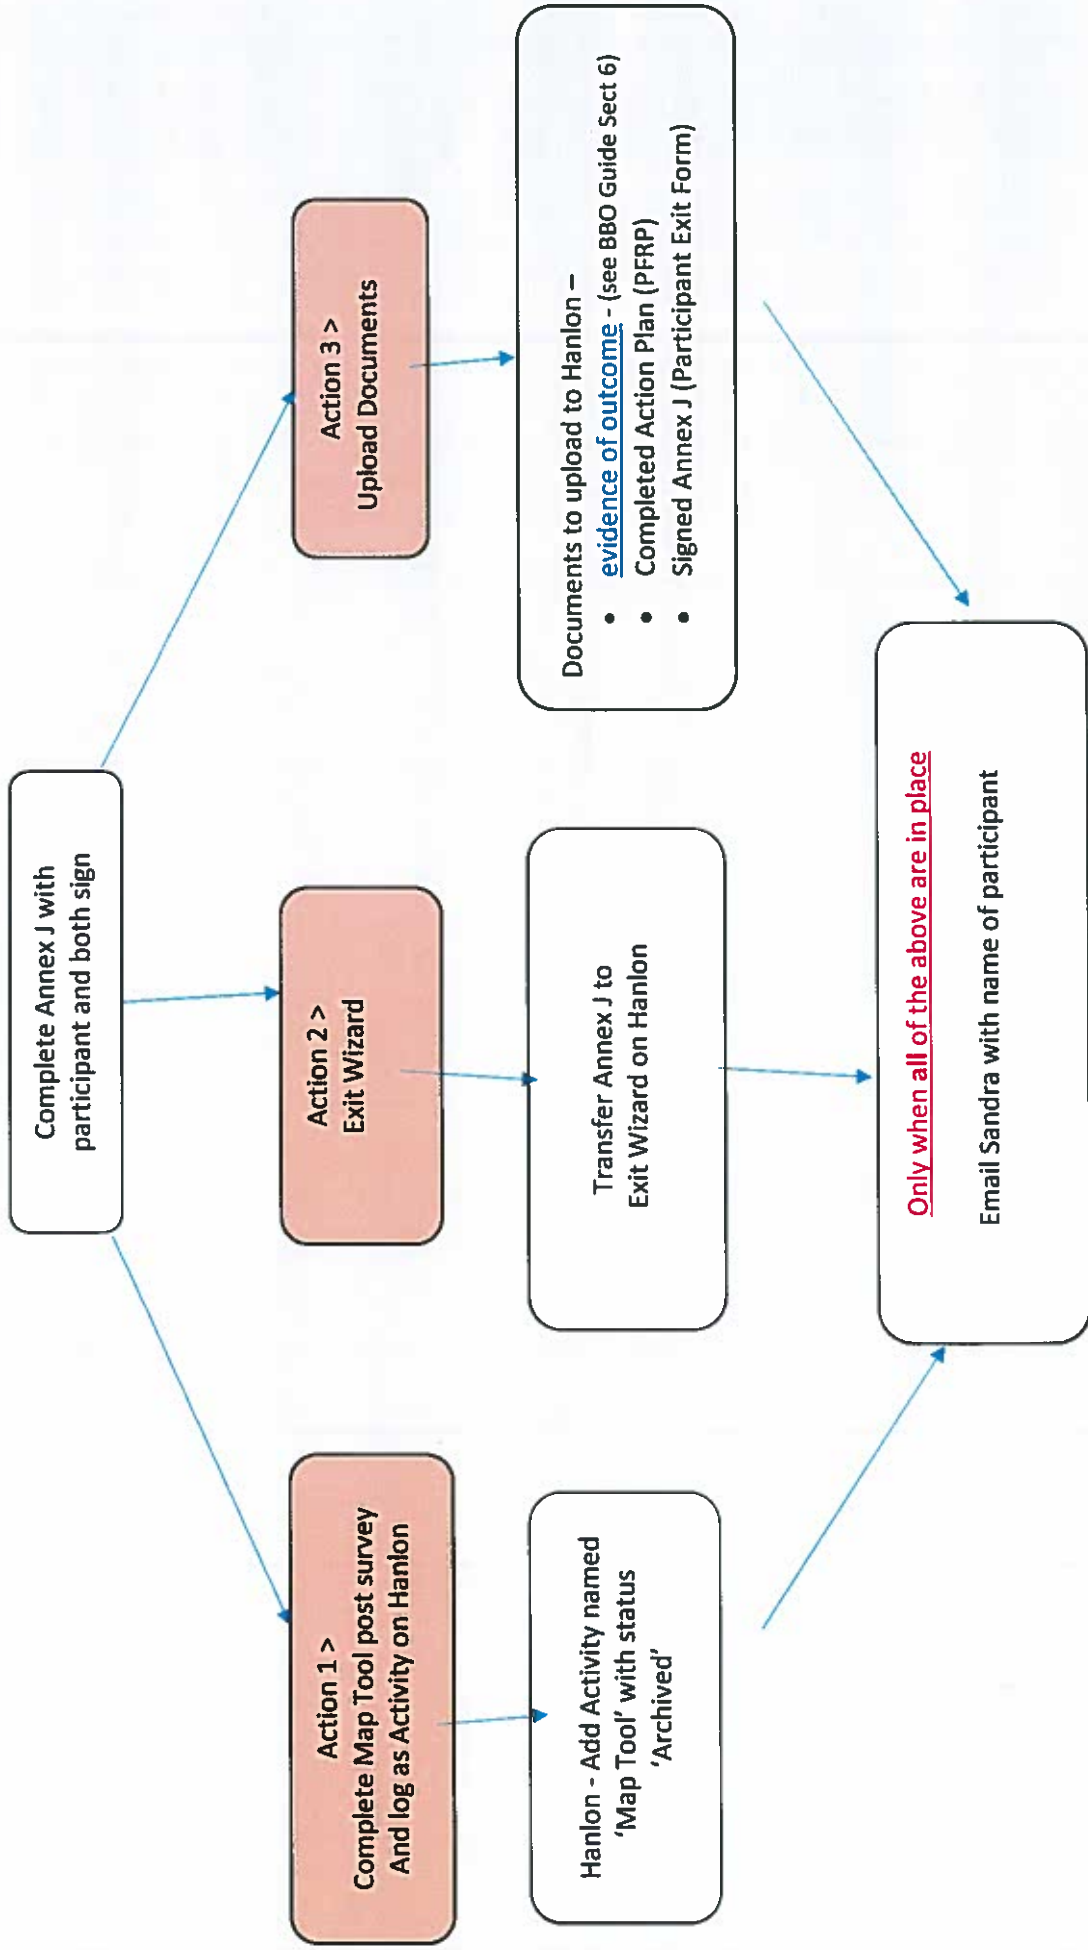 Complete Annex J with
participant and both sign
Action 1 >
Complete Map Tool post survey
And log as Activity on Hanlon
Action 2 >
Exit Wizard
Action 3 >
Upload Documents
Hanlon - Add Activity named
‘Map Tool’ with status
‘Archived’
Transfer Annex J to
Exit Wizard on Hanlon
Documents to upload to Hanlon –
• evidence of outcome - (see BBO Guide Sect 6)
• Completed Action Plan (PFRP)
• Signed Annex J (Participant Exit Form)
Only when all of the above are in place
Email Sandra with name of participant